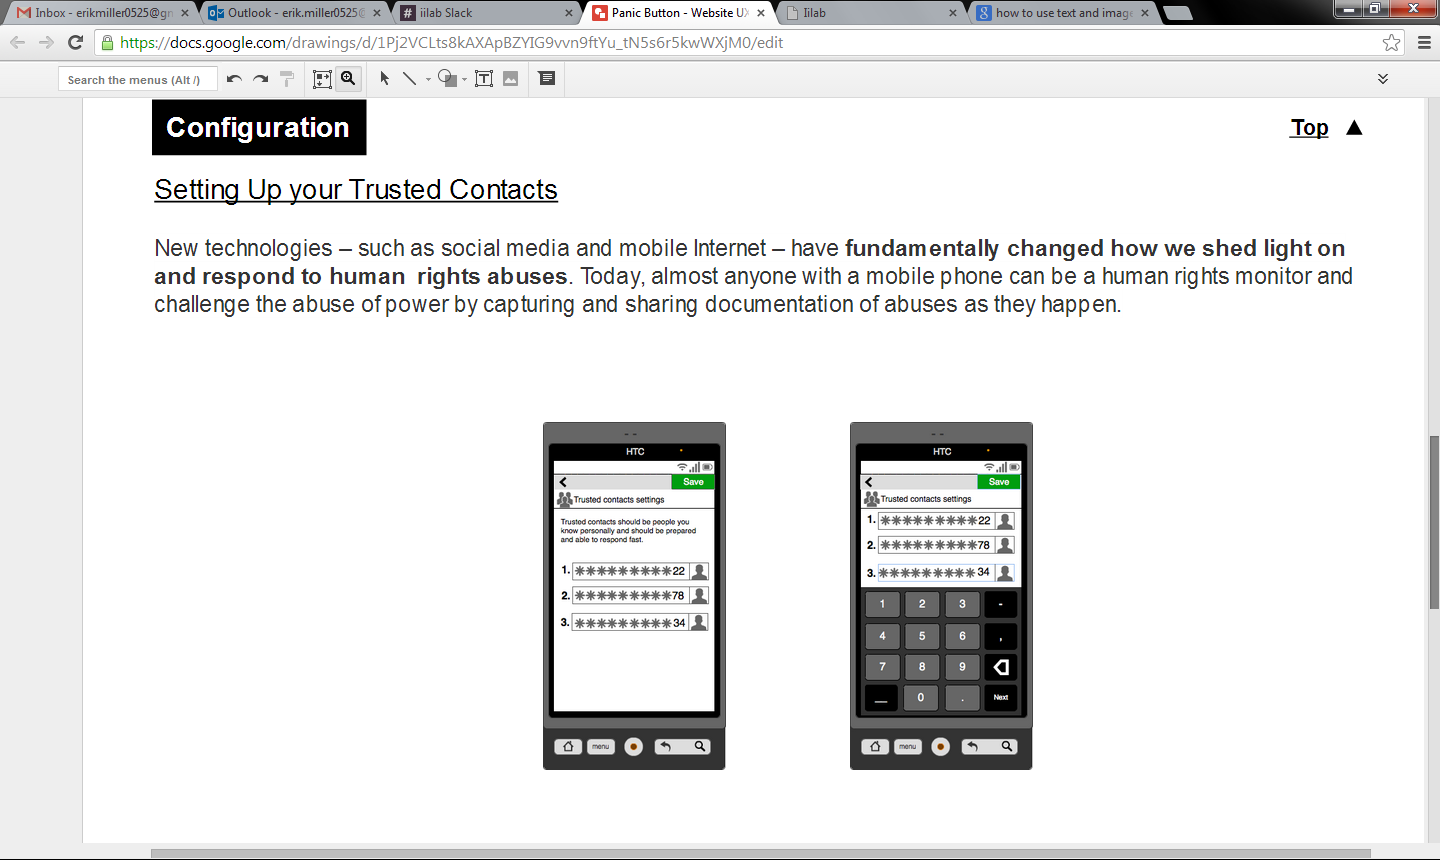 Inbox - erikmiller0525@gm
Outlook - erik.miller0525@
iilab Slack
Panic Button - Website UX
Iilab
how to use text and image
https://docs.google.com/drawings/d/1Pj2VCLts8kAXApBZYIG9vvn9ftYu_tN5s6r5kwWXjM0/edit
Search the menus (Alt /)
Configuration
Top ▲
Setting Up your Trusted Contacts
New technologies – such as social media and mobile Internet – have fundamentally changed how we shed light on
and respond to human rights abuses. Today, almost anyone with a mobile phone can be a human rights monitor and
challenge the abuse of power by capturing and sharing documentation of abuses as they happen.
HTC
Save
Trusted contacts settings
Trusted contacts should be people you
know personally and should be prepared
and able to respond fast.
1. *********22
2. *********78
3. *********34
menu
HTC
Save
Trusted contacts settings
1. *********22
2. *********78
3. *********34
1 2 3 -
4 5 6 ,
7 8 9
_ 0 . Next
menu